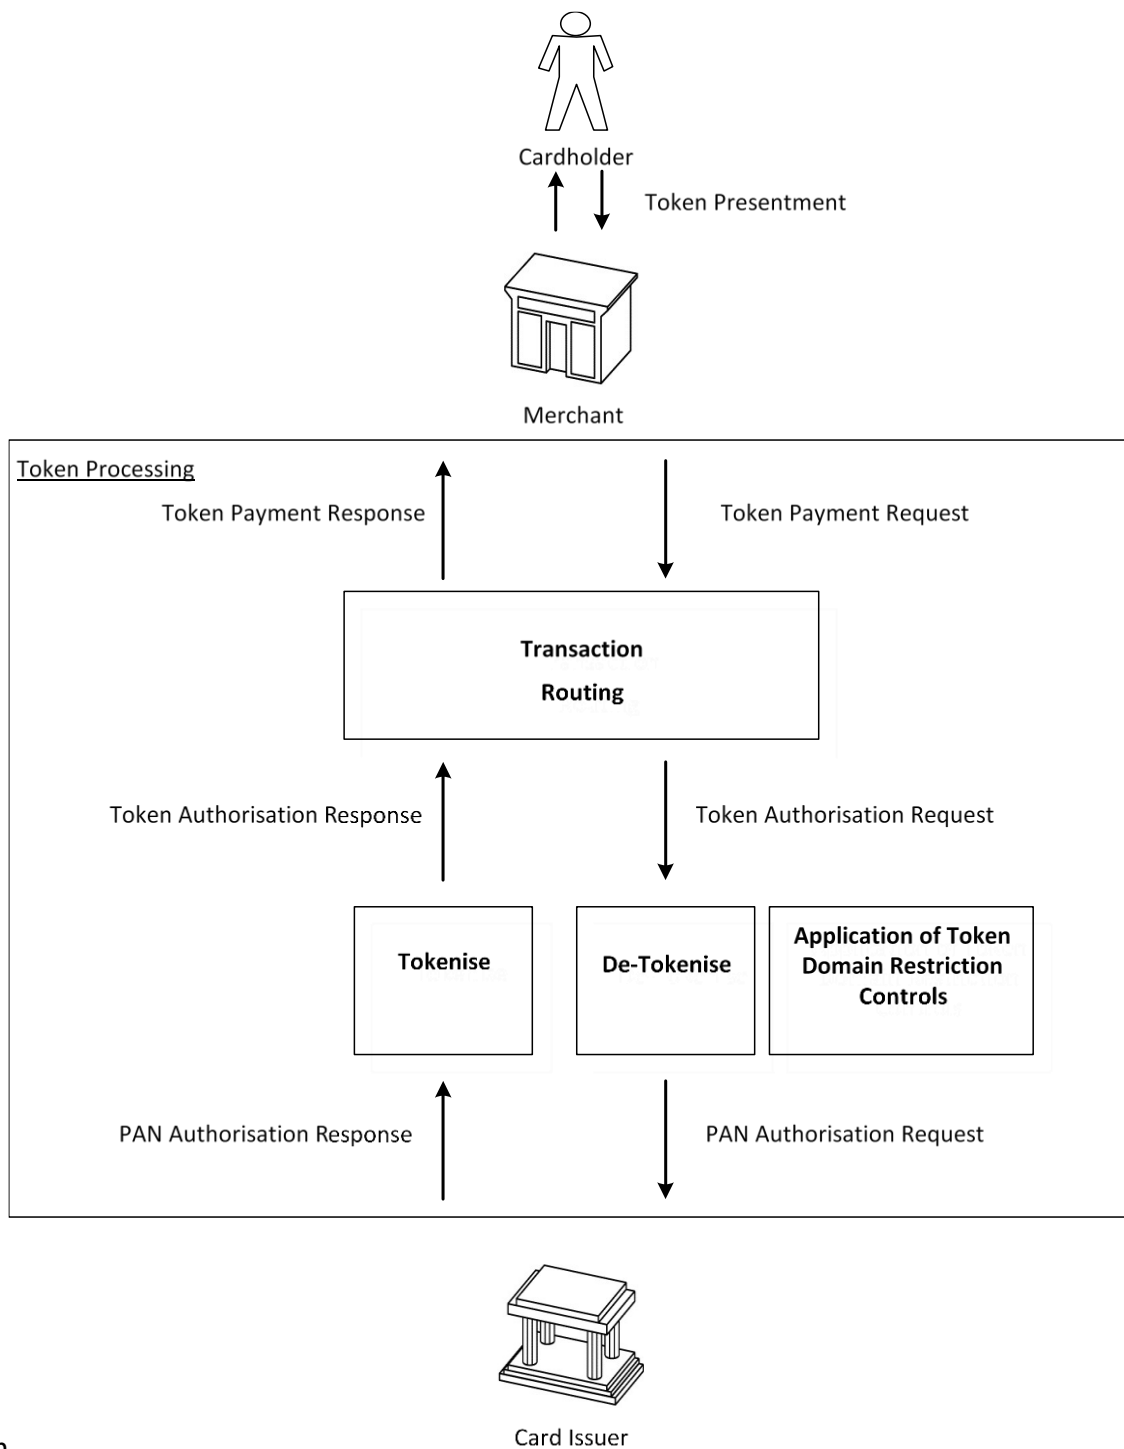 Cardholder
Token Presentment
Merchant
Token Processing
Token Payment Response
Token Payment Request
Transaction
Routing
Token Authorisation Response
Token Authorisation Request
Tokenise
De-Tokenise
Application of Token
Domain Restriction
Controls
PAN Authorisation Response
PAN Authorisation Request
Card Issuer